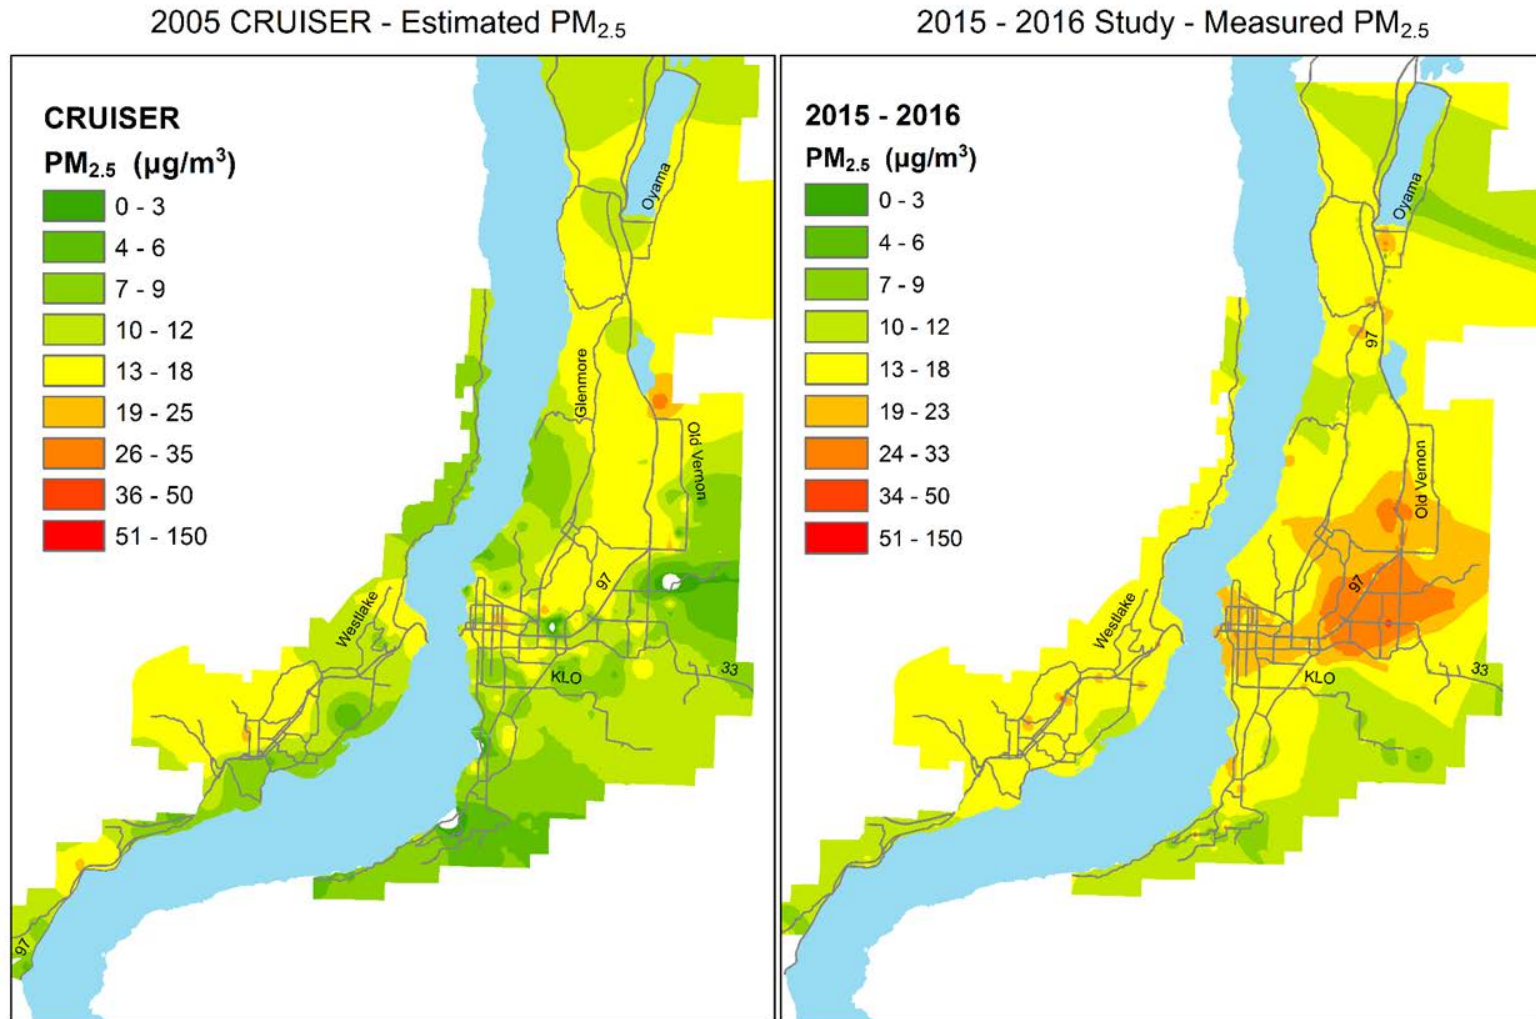 2005 CRUISER - Estimated PM2.5
CRUISER
PM2.5 (µg/m³)
0 - 3
4 - 6
7 - 9
10 - 12
13 - 18
19 - 25
26 - 35
36 - 50
51 - 150
Oyama
Glenmore
Old Vernon
97
Westlake
KLO
33
97
2015 - 2016 Study - Measured PM2.5
2015 - 2016
PM2.5 (µg/m³)
0 - 3
4 - 6
7 - 9
10 - 12
13 - 18
19 - 23
24 - 33
34 - 50
51 - 150
Oyama
97
Old Vernon
97
Westlake
KLO
33
97